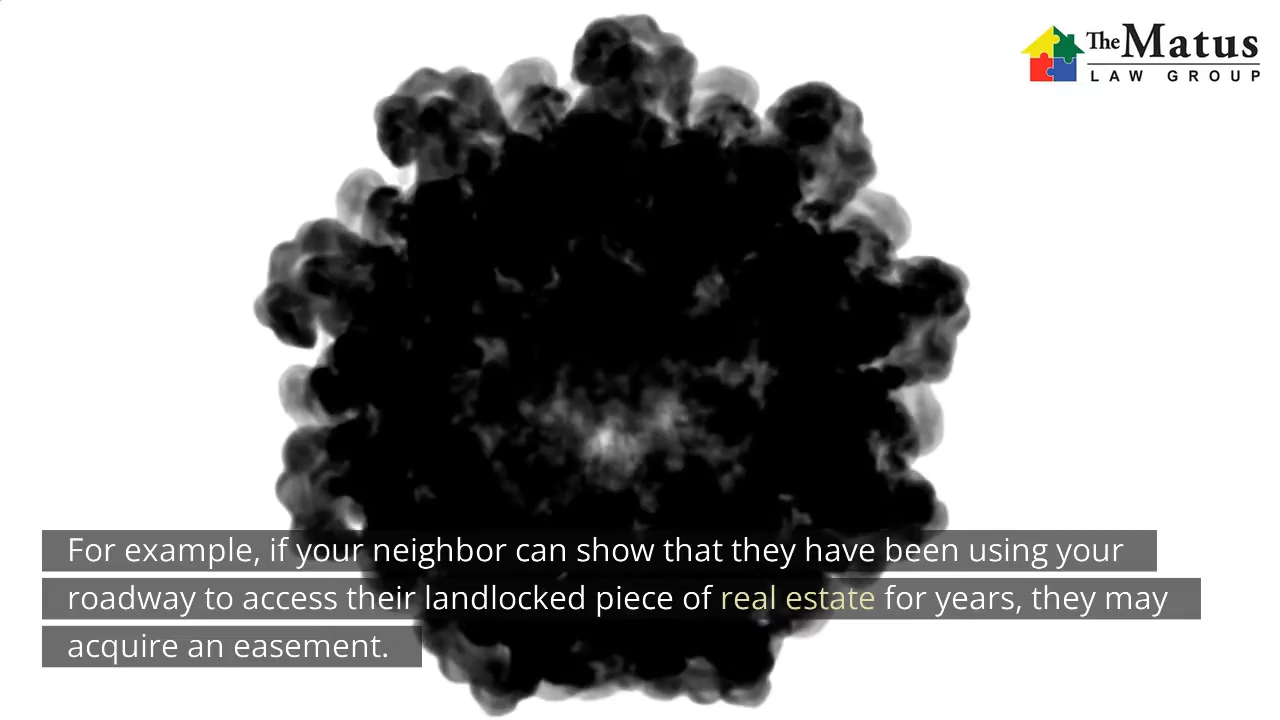 The Matus
LAW GROUP
For example, if your neighbor can show that they have been using your
roadway to access their landlocked piece of real estate for years, they may
acquire an easement.